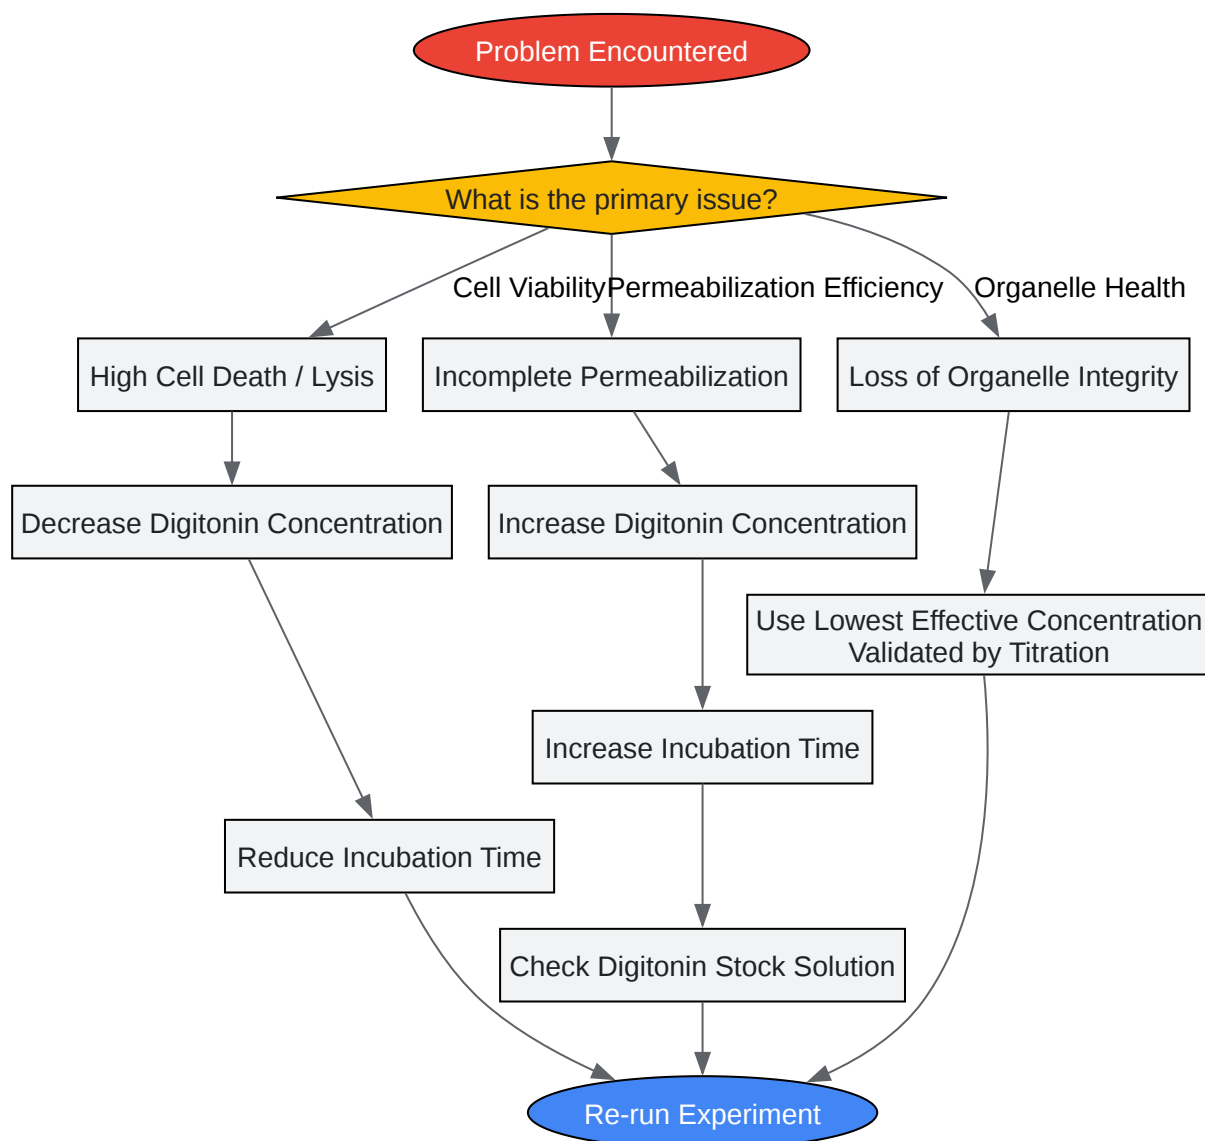 Problem Encountered
What is the primary issue?
Cell Viability
Permeabilization Efficiency
Organelle Health
High Cell Death / Lysis
Incomplete Permeabilization
Loss of Organelle Integrity
Decrease Digitonin Concentration
Increase Digitonin Concentration
Use Lowest Effective Concentration
Validated by Titration
Increase Incubation Time
Reduce Incubation Time
Check Digitonin Stock Solution
Re-run Experiment